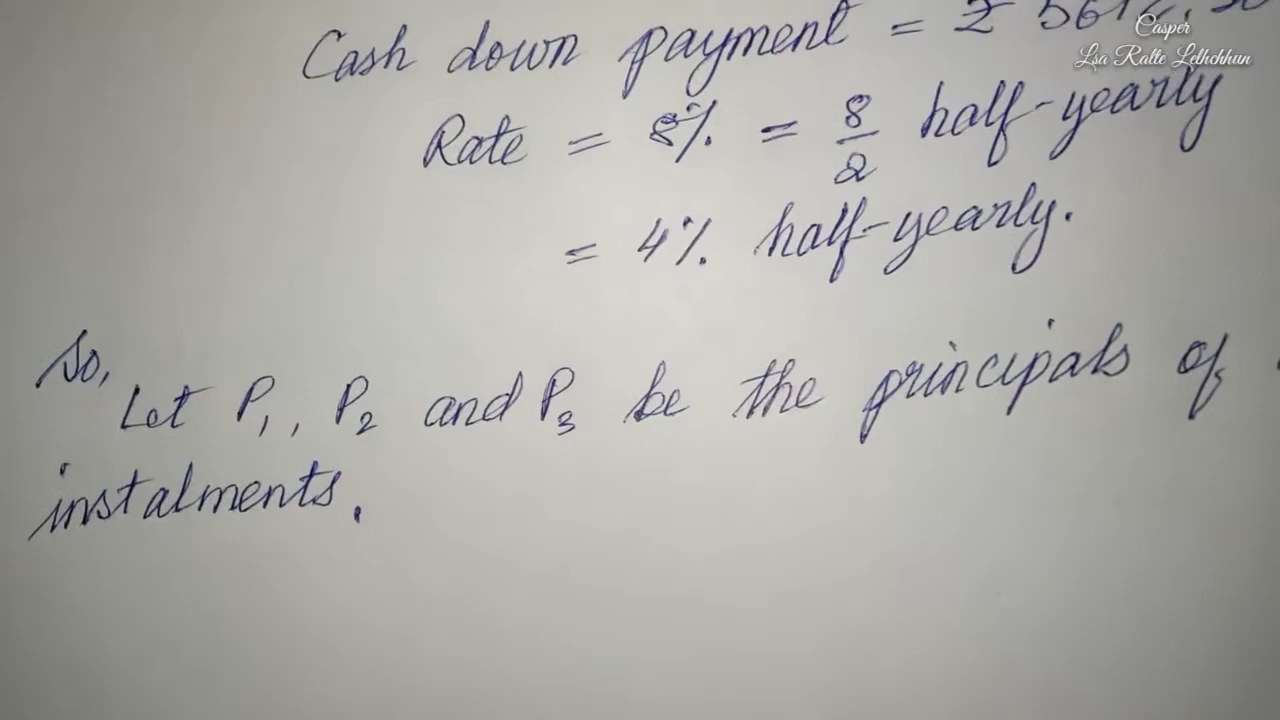 Cash down payment = ₹
Casper
Lsa Ralte Lelhchhun
Rate = 8% = 8/2 half-yearly
= 4% half-yearly.
So,
Let P₁, P₂ and P₃ be the principals of
instalments.